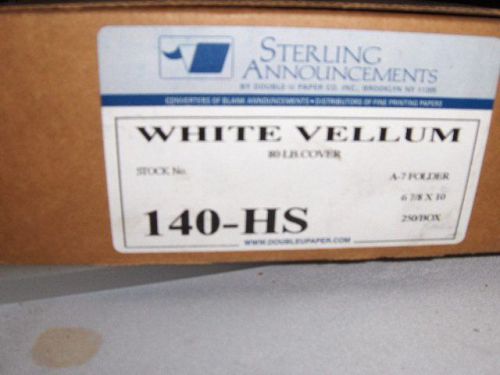 STERLING
ANNOUNCEMENTS
BY DOUBLE-U PAPER CO. INC., BROOKLYN NY 11205
CONVERTERS OF BLANK ANNOUNCEMENTS • DISTRIBUTORS OF FINE PRINTING PAPERS
WHITE VELLUM
80 LB. COVER
STOCK No.
A-7 FOLDER
6 7/8 X 10
140-HS
250/BOX
WWW.DOUBLEUPAPER.COM